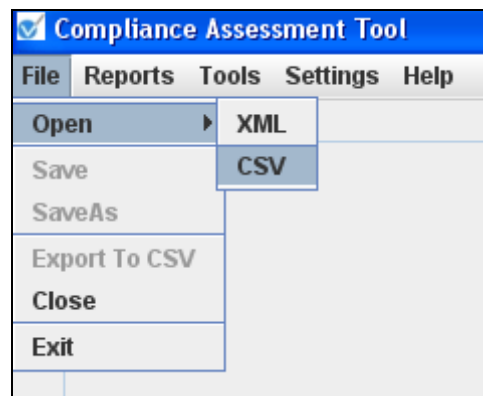 Compliance Assessment Tool
File Reports Tools Settings Help
Open XML
CSV
Save
SaveAs
Export To CSV
Close
Exit